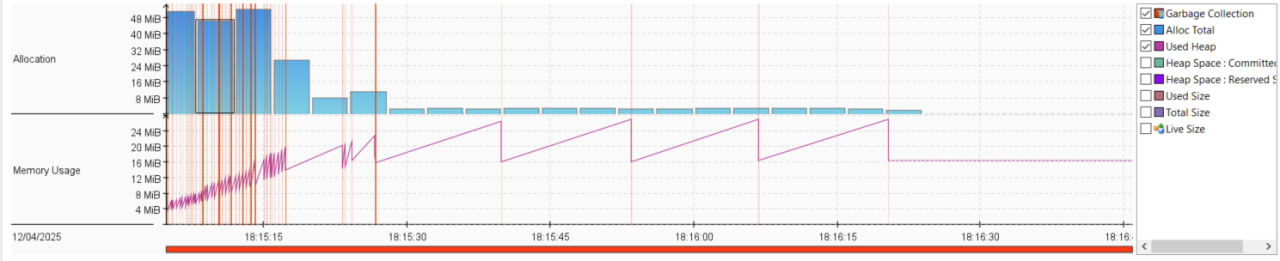 48 MiB
40 MiB
32 MiB
24 MiB
16 MiB
8 MiB
Allocation
24 MiB
20 MiB
16 MiB
12 MiB
8 MiB
4 MiB
Memory Usage
12/04/2025
18:15:15
18:15:30
18:15:45
18:16:00
18:16:15
18:16:30
18:16:
Garbage Collection
Alloc Total
Used Heap
Heap Space : Committe
Heap Space : Reserved S
Used Size
Total Size
Live Size